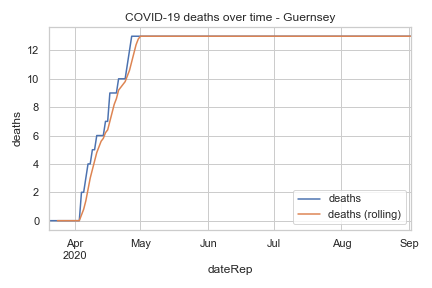 COVID-19 deaths over time - Guernsey
deaths
12
10
8
6
4
2
0
Apr May Jun Jul Aug Sep
2020
dateRep
deaths
deaths (rolling)